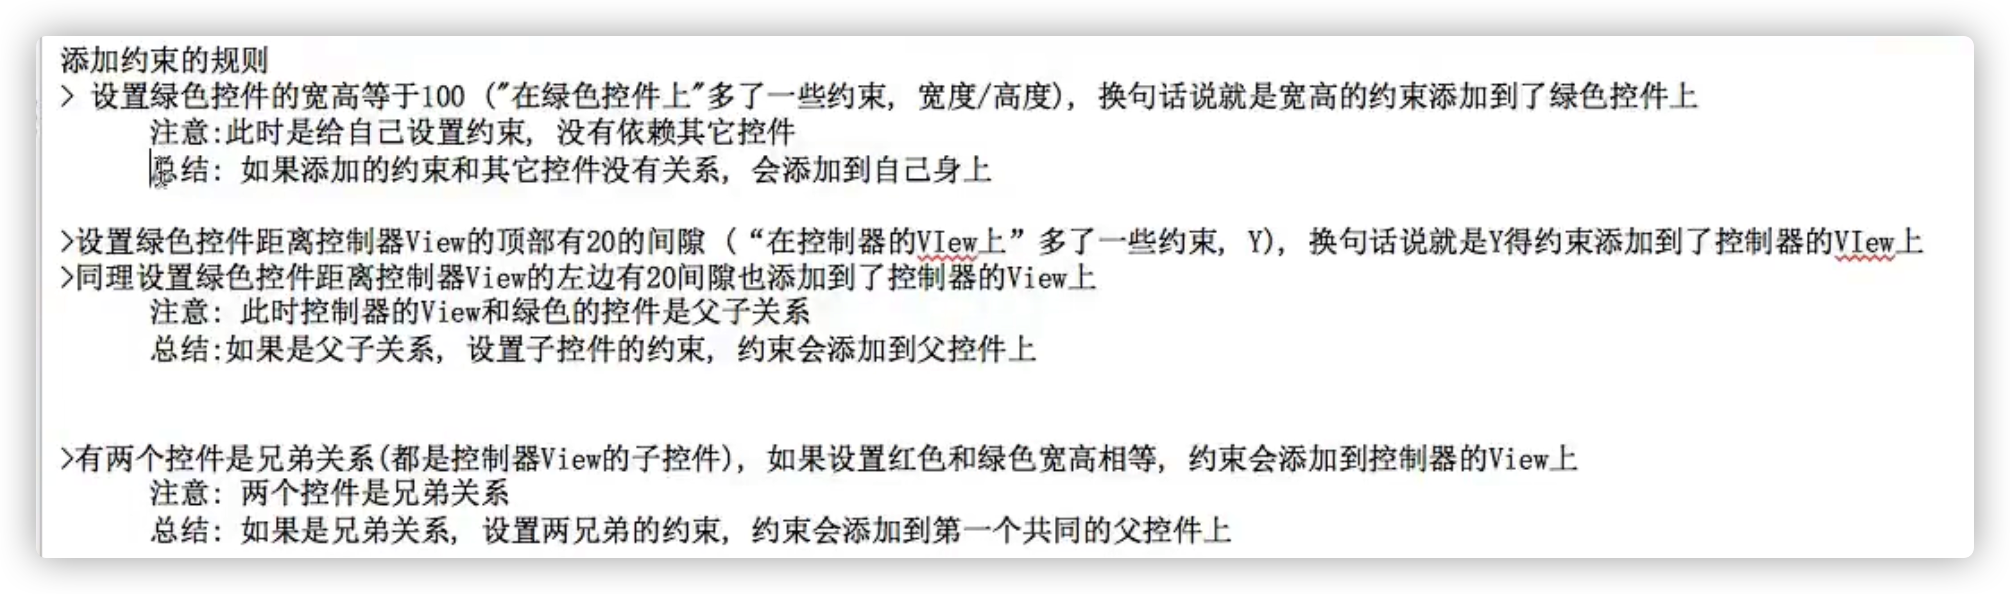 添加约束的规则
> 设置绿色控件的宽高等于100 ("在绿色控件上"多了一些约束, 宽度/高度), 换句话说就是宽高的约束添加到了绿色控件上
注意:此时是给自己设置约束, 没有依赖其它控件
总结: 如果添加的约束和其它控件没有关系, 会添加到自己身上
>设置绿色控件距离控制器View的顶部有20的间隙 (“在控制器的VIew上”多了一些约束, Y), 换句话说就是Y得约束添加到了控制器的VIew上
>同理设置绿色控件距离控制器View的左边有20间隙也添加到了控制器的View上
注意: 此时控制器的View和绿色的控件是父子关系
总结:如果是父子关系, 设置子控件的约束, 约束会添加到父控件上
>有两个控件是兄弟关系(都是控制器View的子控件), 如果设置红色和绿色宽高相等, 约束会添加到控制器的View上
注意: 两个控件是兄弟关系
总结: 如果是兄弟关系, 设置两兄弟的约束, 约束会添加到第一个共同的父控件上